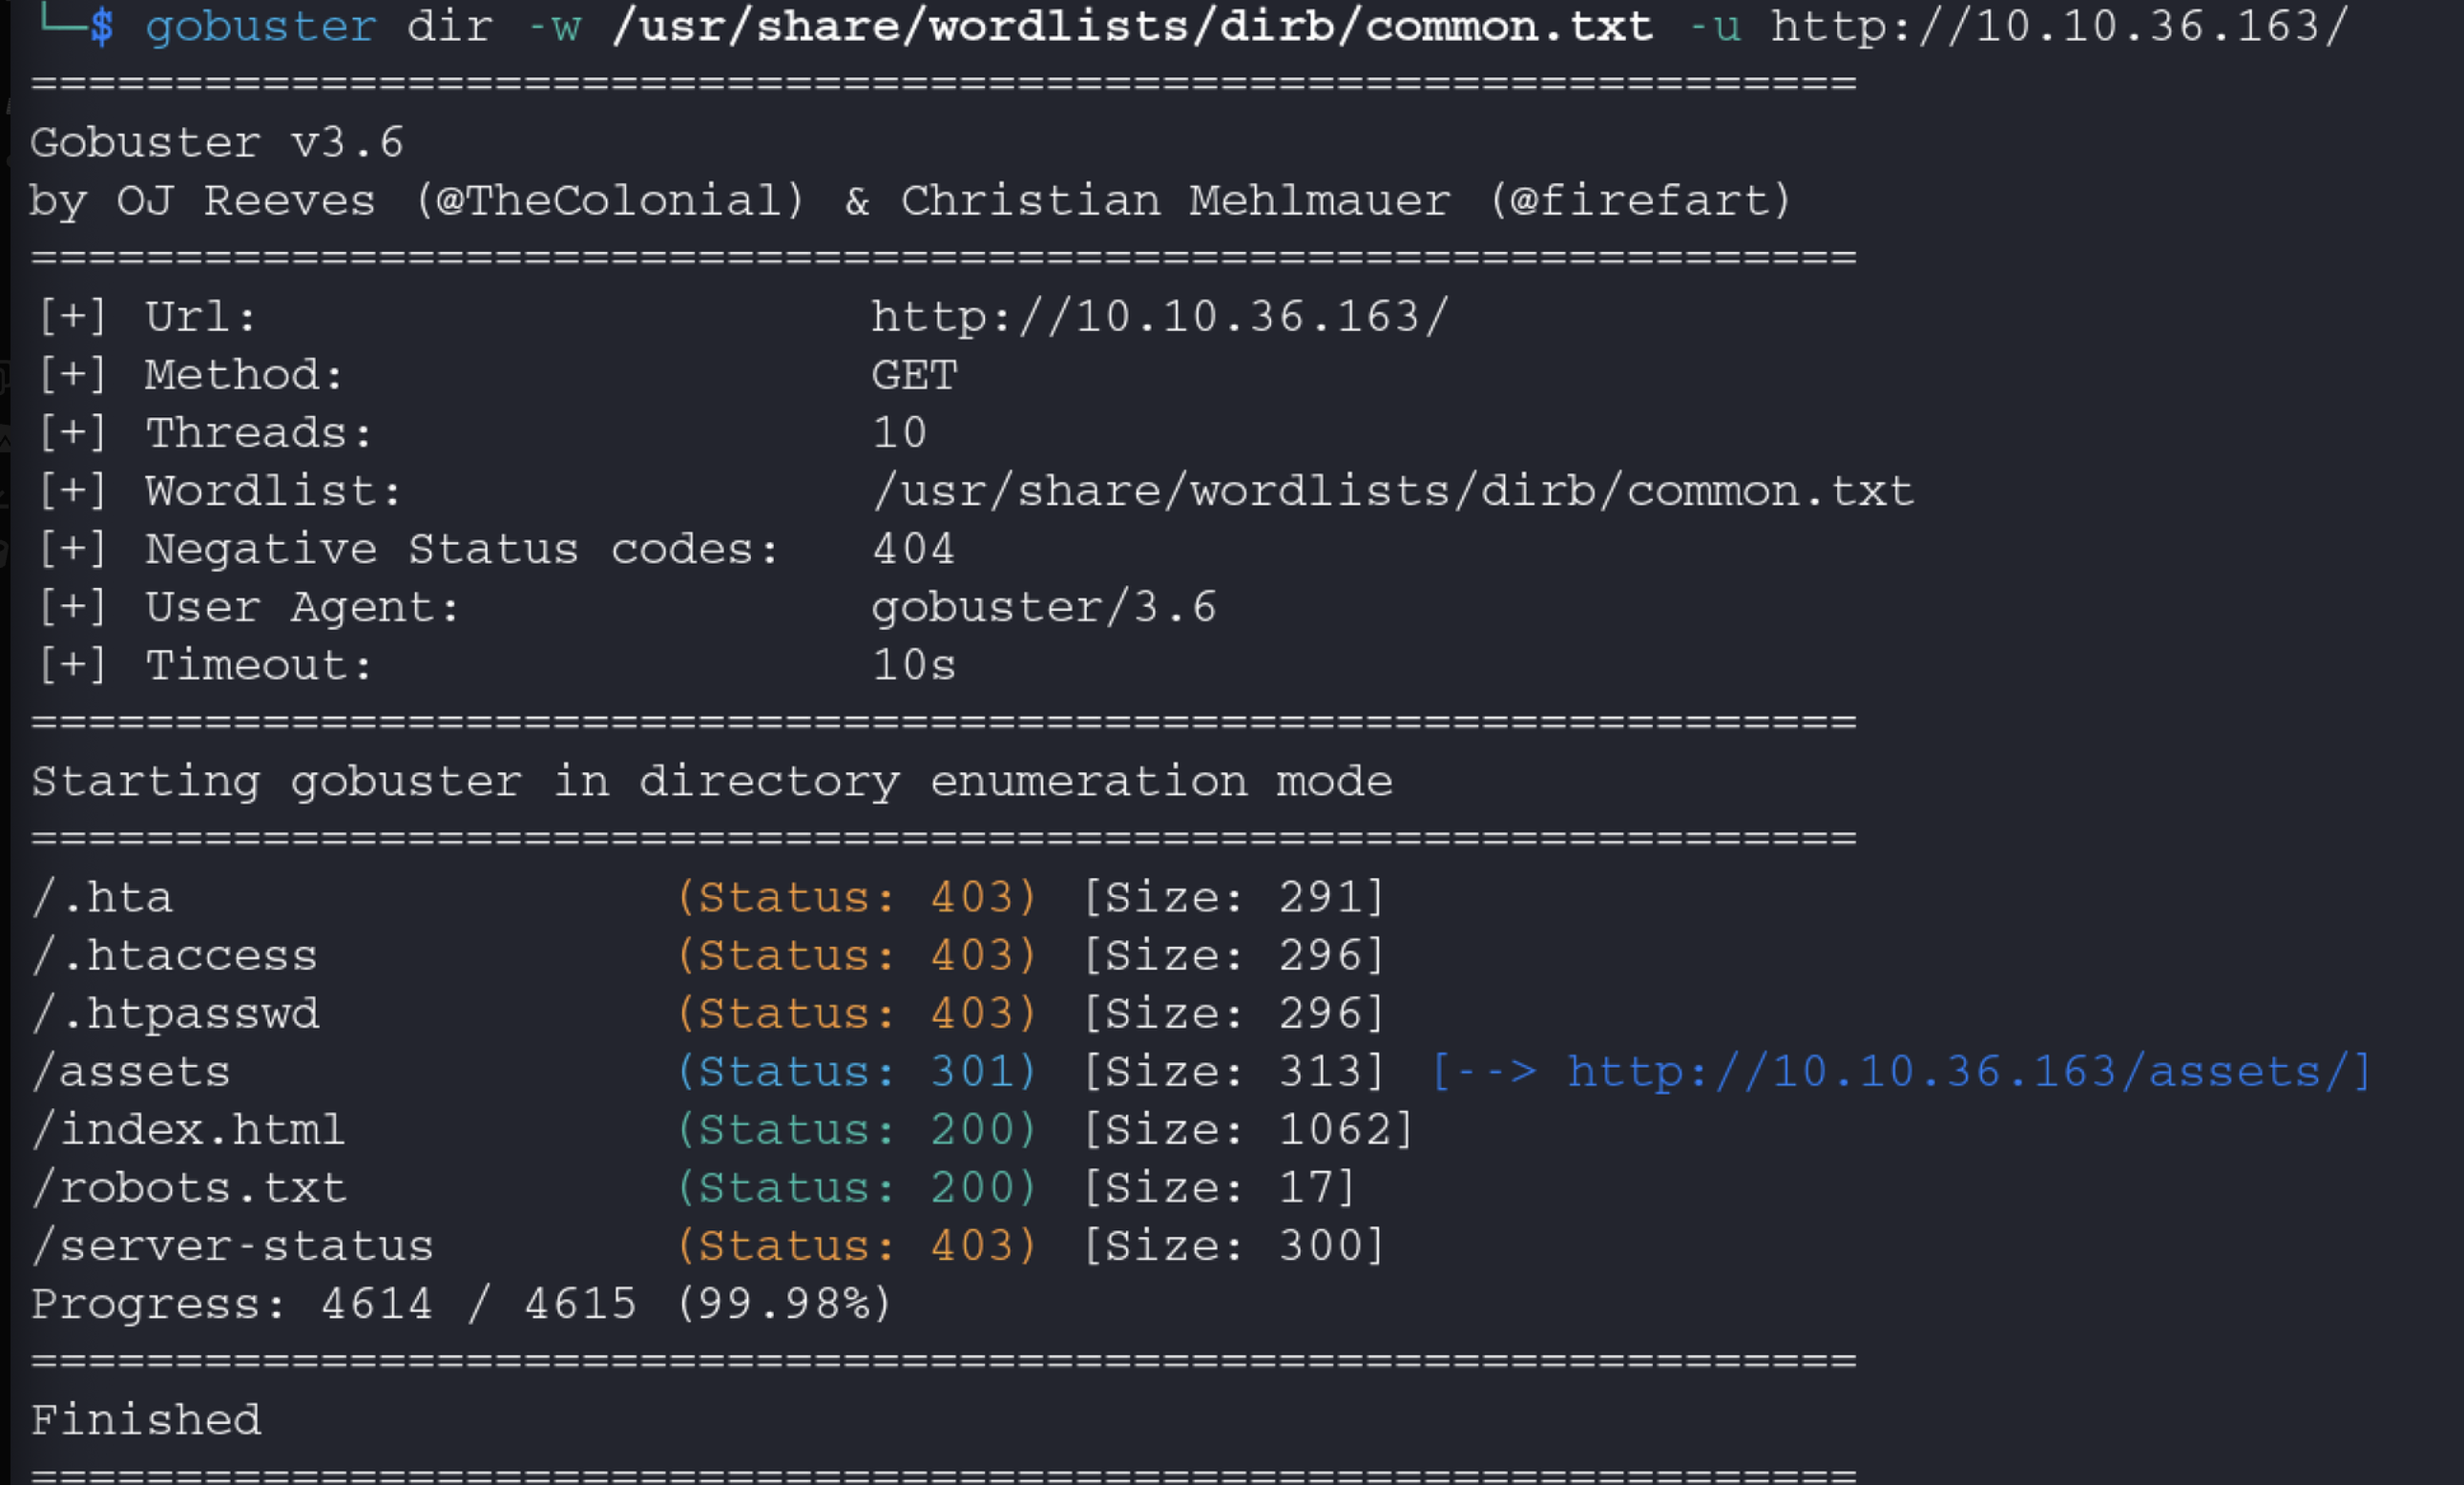 └─$ gobuster dir -w /usr/share/wordlists/dirb/common.txt -u http://10.10.36.163/
===============================================================
Gobuster v3.6
by OJ Reeves (@TheColonial) & Christian Mehlmauer (@firefart)
===============================================================
[+] Url:                     http://10.10.36.163/
[+] Method:                  GET
[+] Threads:                 10
[+] Wordlist:                /usr/share/wordlists/dirb/common.txt
[+] Negative Status codes:   404
[+] User Agent:              gobuster/3.6
[+] Timeout:                 10s
===============================================================
Starting gobuster in directory enumeration mode
===============================================================
/.hta                 (Status: 403) [Size: 291]
/.htaccess            (Status: 403) [Size: 296]
/.htpasswd            (Status: 403) [Size: 296]
/assets               (Status: 301) [Size: 313] [--> http://10.10.36.163/assets/]
/index.html           (Status: 200) [Size: 1062]
/robots.txt           (Status: 200) [Size: 17]
/server-status        (Status: 403) [Size: 300]
Progress: 4614 / 4615 (99.98%)
===============================================================
Finished
===============================================================